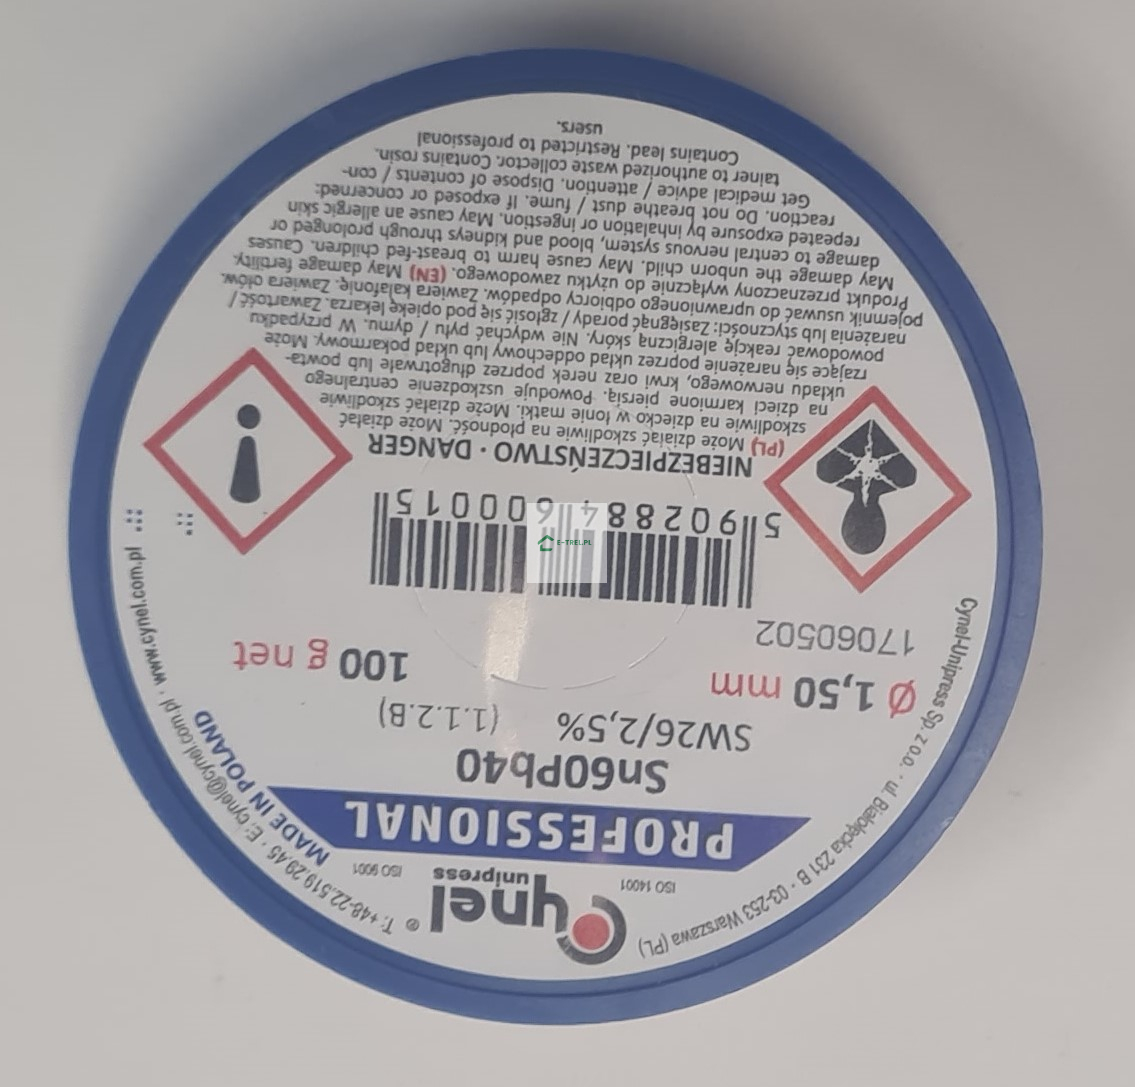 Cynel
unipress
ISO 14001
ISO 9001
PROFESSIONAL
Sn60Pb40
SW26/2,5% (1.1.2.B)
Ø 1,50 mm 100 g net
17060502
5 902884 600015
E-TREL.PL
NIEBEZPIECZEŃSTWO · DANGER
(PL) Może działać szkodliwie na płodność. Może działać
szkodliwie na dziecko w łonie matki. Może działać szkodliwie
na dzieci karmione piersią. Powoduje uszkodzenie centralnego
układu nerwowego, krwi oraz nerek poprzez długotrwałe lub powta-
rzające się narażenie poprzez układ oddechowy lub układ pokarmowy. Może
powodować reakcję alergiczną skóry. Nie wdychać pyłu / dymu. W przypadku
narażenia lub styczności: Zasięgnąć porady / zgłosić się pod opiekę lekarza. Zawartość /
pojemnik usuwać do uprawnionego odbiorcy odpadów. Zawiera kalafonię. Zawiera ołów.
Produkt przeznaczony wyłącznie do użytku zawodowego. (EN) May damage fertility.
May damage the unborn child. May cause harm to breast-fed children. Causes
damage to central nervous system, blood and kidneys through prolonged or
repeated exposure by inhalation or ingestion. May cause an allergic skin
reaction. Do not breathe dust / fume. If exposed or concerned:
Get medical advice / attention. Dispose of contents / con-
tainer to authorized waste collector. Contains rosin.
Contains lead. Restricted to professional
users.
MADE IN POLAND
Cynel-Unipress Sp. z o.o. · ul. Białołęcka 231 B · 03-253 Warszawa (PL)
® T: +48-22.519.29.45 · E: cynel@cynel.com.pl · www.cynel.com.pl